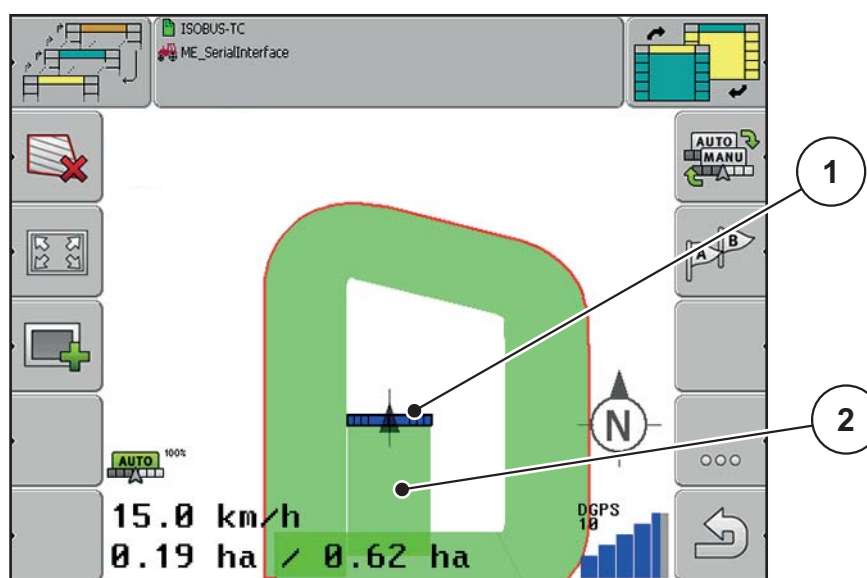 ISOBUS-TC
ME_SerialInterface
AUTO
MANU
1
A B
N
2
AUTO 100%
15.0 km/h
DGPS
10
0.19 ha / 0.62 ha